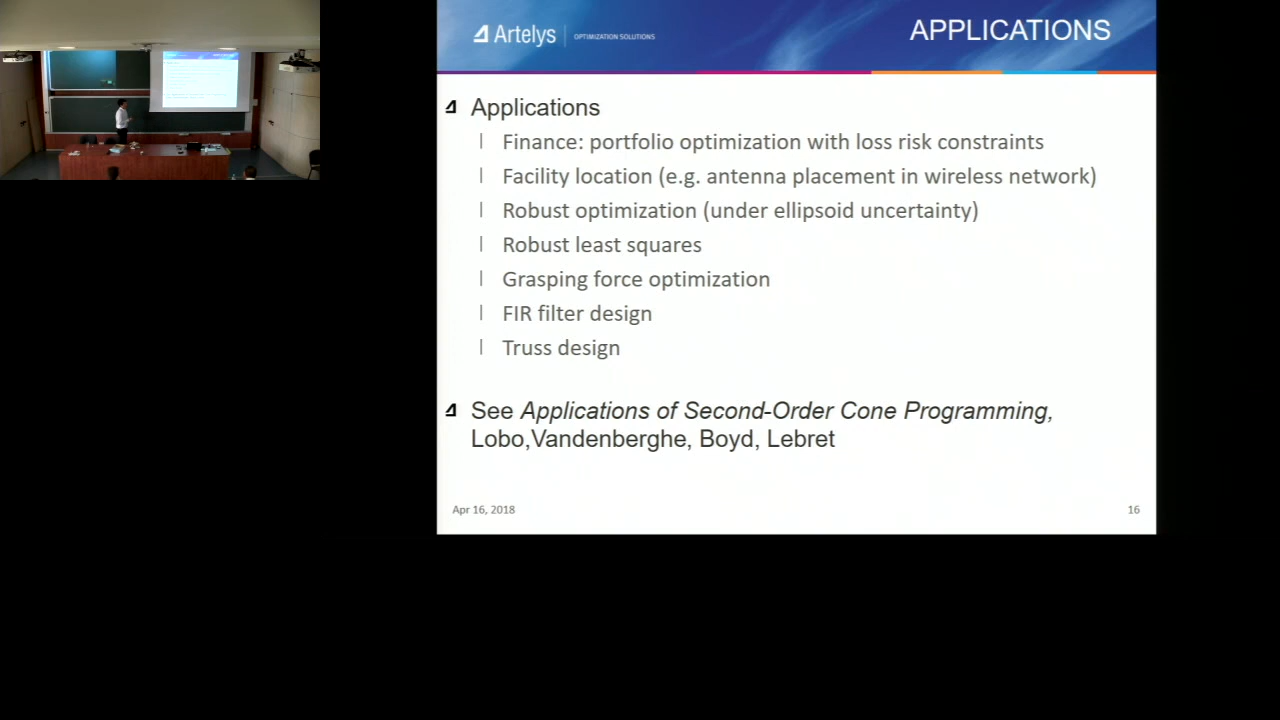 Artelys
OPTIMIZATION SOLUTIONS
APPLICATIONS
Applications
Finance: portfolio optimization with loss risk constraints
Facility location (e.g. antenna placement in wireless network)
Robust optimization (under ellipsoid uncertainty)
Robust least squares
Grasping force optimization
FIR filter design
Truss design
See Applications of Second-Order Cone Programming,
Lobo,Vandenberghe, Boyd, Lebret
Apr 16, 2018
16